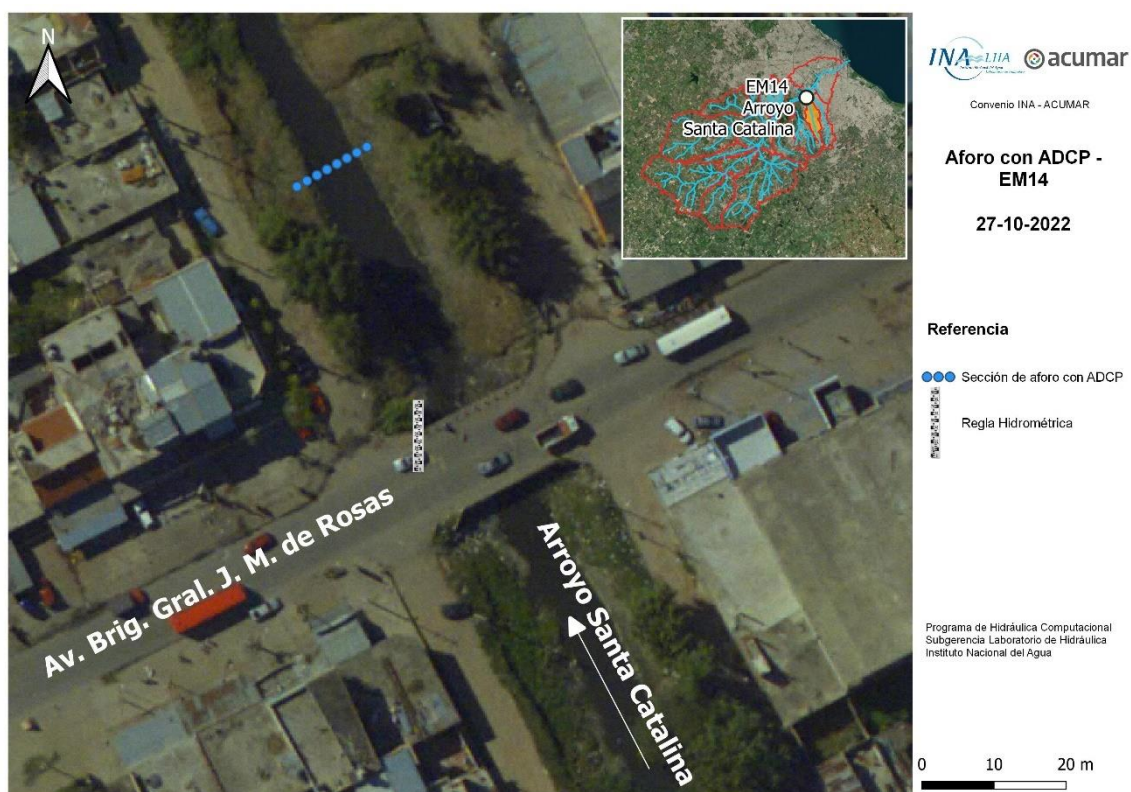 N
EM14
Arroyo
Santa Catalina
Av. Brig. Gral. J. M. de Rosas
Arroyo Santa Catalina
INA LHA acumar
Convenio INA - ACUMAR
Aforo con ADCP -
EM14
27-10-2022
Referencia
Sección de aforo con ADCP
Regla Hidrométrica
Programa de Hidráulica Computacional
Subgerencia Laboratorio de Hidráulica
Instituto Nacional del Agua
0 10 20 m